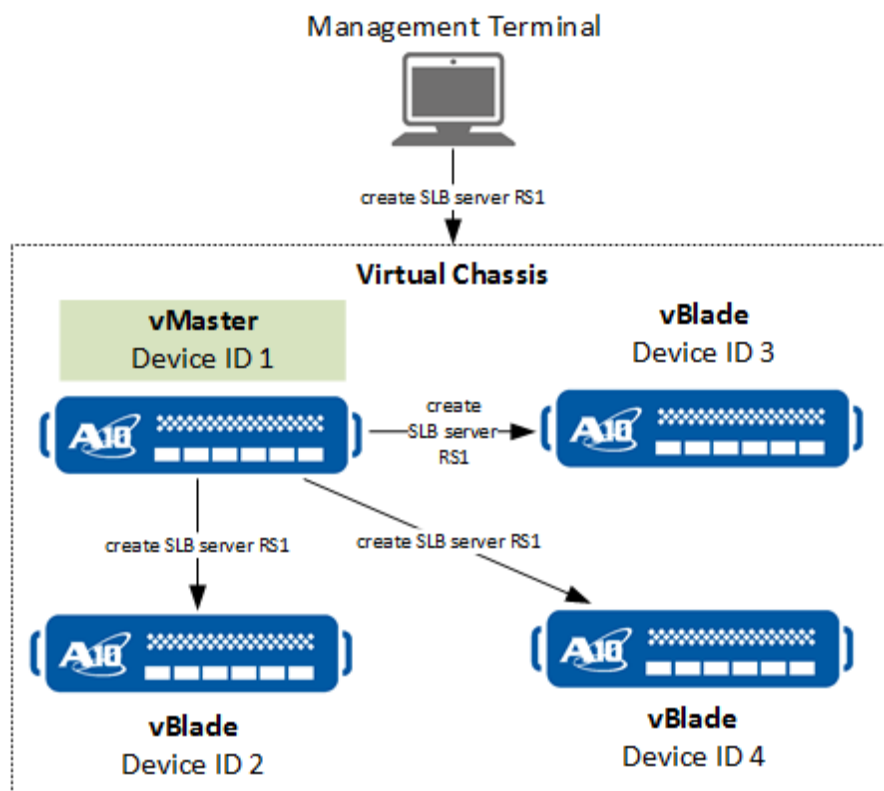 Management Terminal
create SLB server RS1
Virtual Chassis
vMaster
Device ID 1
vBlade
Device ID 3
A10
create
SLB server
RS1
A10
create SLB server RS1
create SLB server RS1
A10
A10
vBlade
Device ID 2
vBlade
Device ID 4